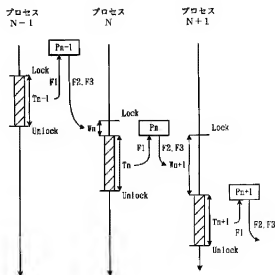 プロセス
N-1
プロセス
N
プロセス
N+1
Pn-1
Lock
F1
F2, F3
Tn-1
Unlock
Lock
Wn
Pn
F1
F2, F3
Tn
Wn+1
Unlock
Lock
Pn+1
Tn+1
F1
F2, F3
Unlock